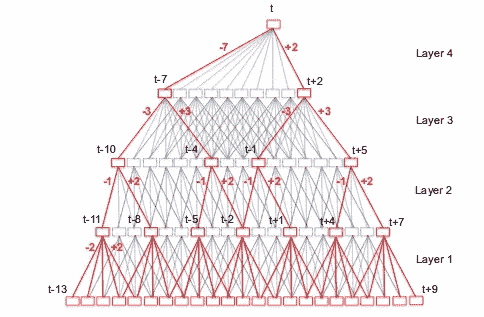 t
-7 +2
Layer 4
t-7 t+2
-3 +3 -3 +3
Layer 3
t-10 t-4 t-1 t+5
-1 +2 -1 +2 -1 +2 -1 +2
Layer 2
t-11 t-8 t-5 t-2 t+1 t+4 t+7
-2 +2
Layer 1
t-13 t+9